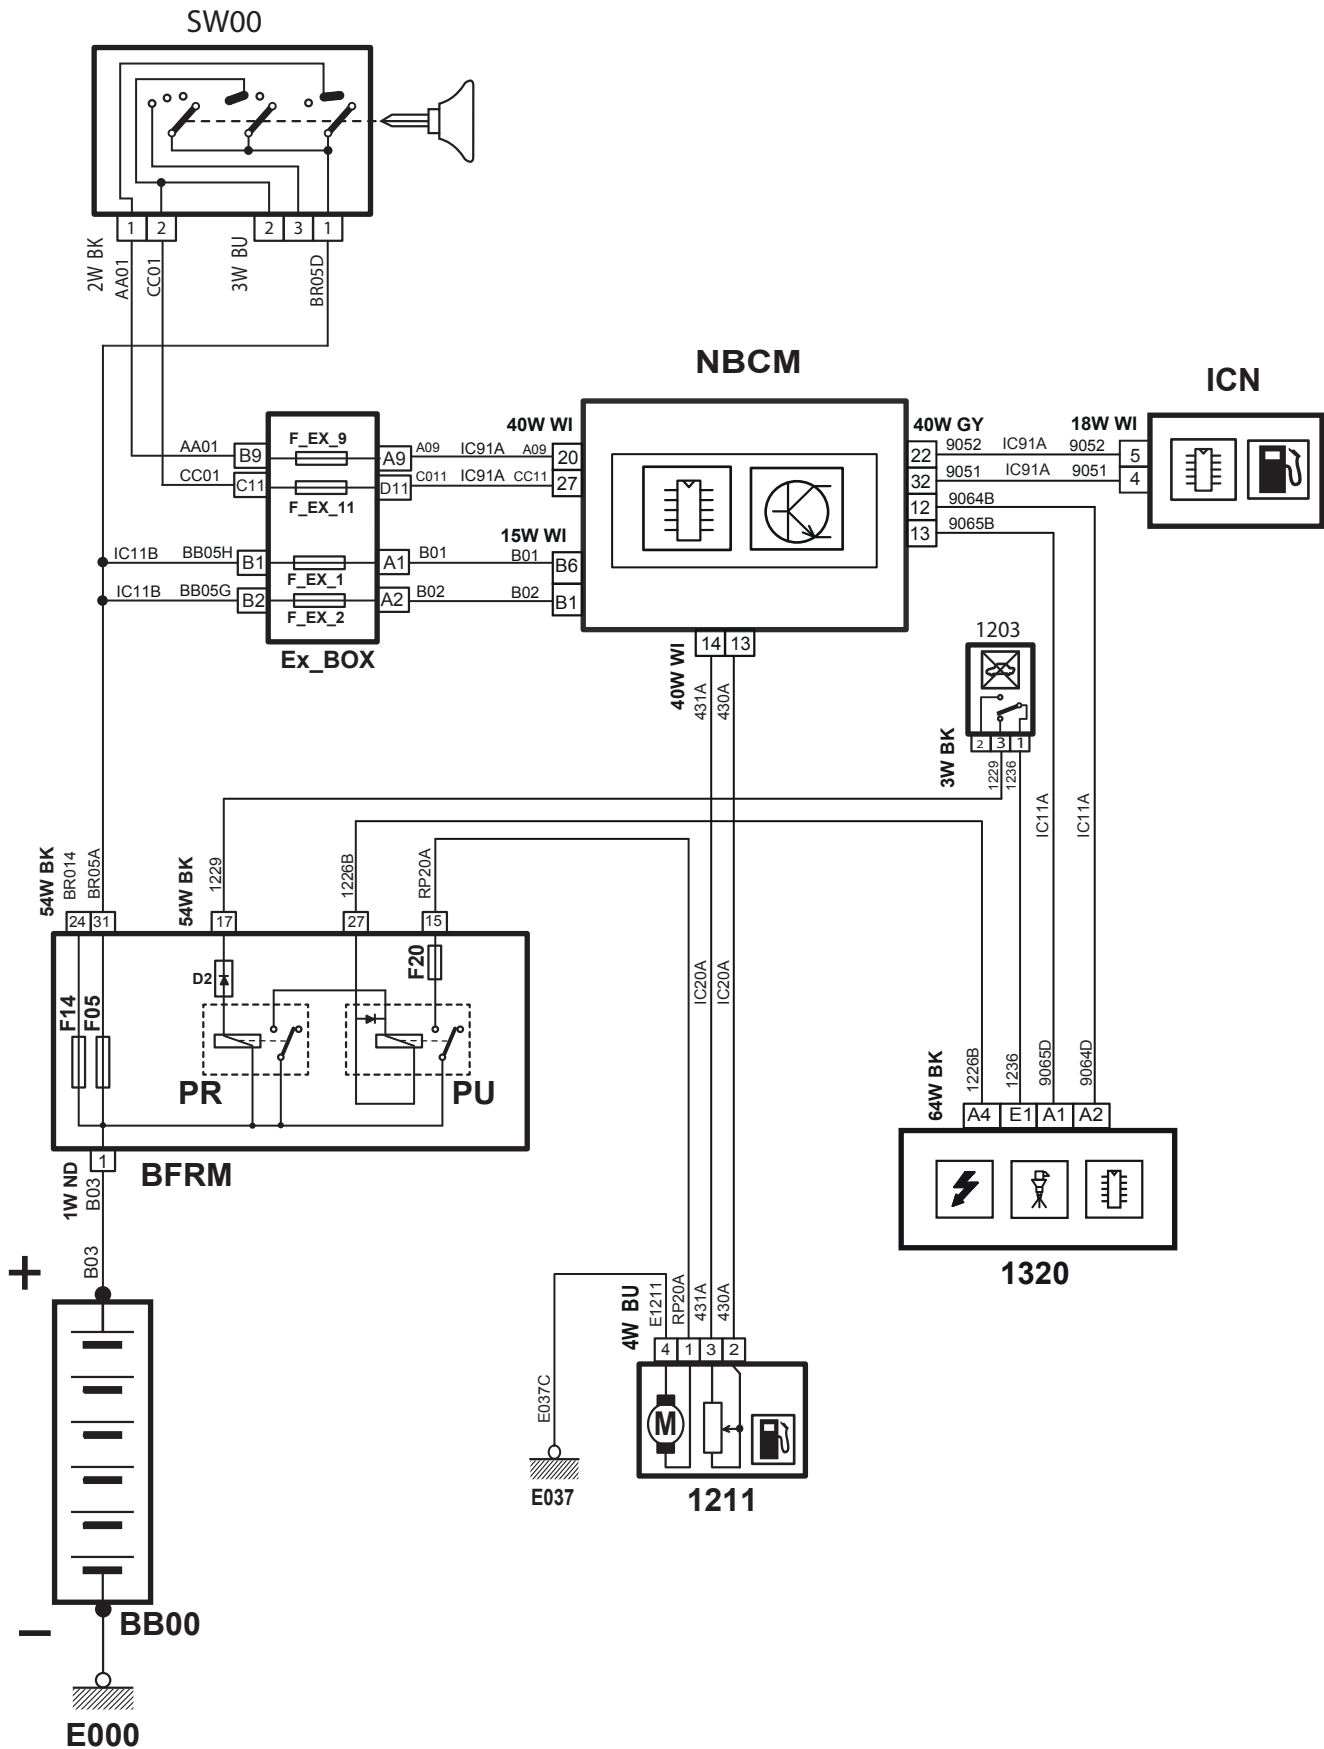 SW00
1 2 2 3 1
2W BK
AA01
CC01
3W BU
BR05D
NBCM
ICN
40W WI
40W GY
18W WI
AA01 B9 F_EX_9 A9 A09 IC91A A09 20
22 9052 IC91A 9052 5
CC01 C11 F_EX_11 D11 C011 IC91A CC11 27
32 9051 IC91A 9051 4
12 9064B
13 9065B
15W WI
IC11B BB05H B1 F_EX_1 A1 B01 B01 B6
IC11B BB05G B2 F_EX_2 A2 B02 B02 B1
Ex_BOX
14 13
40W WI
431A
430A
1203
2 3 1
3W BK
1229
1236
IC11A
IC11A
54W BK
BR014
BR05A
54W BK
1229
1226B
RP20A
24 31 17 27 15
D2
F20
F14
F05
IC20A
IC20A
PR
PU
64W BK
1226B
1236
9065D
9064D
A4 E1 A1 A2
1
BFRM
1W ND
B03
B03
1320
+
4W BU
E1211
RP20A
431A
430A
4 1 3 2
M
E037C
E037
1211
BB00
–
E000